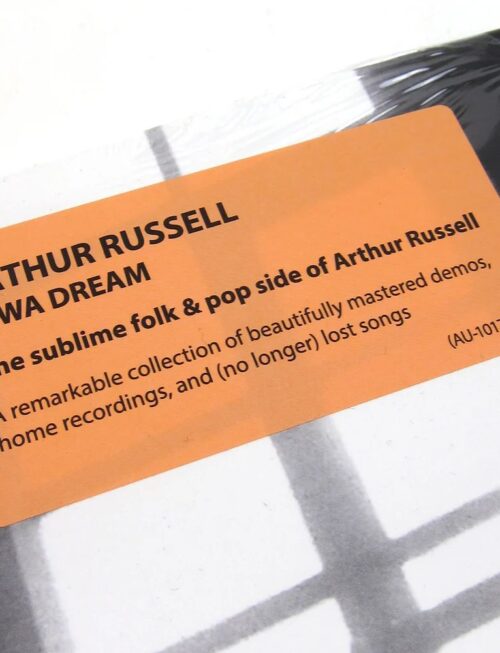 RTHUR RUSSELL
WA DREAM
he sublime folk & pop side of Arthur Russell
A remarkable collection of beautifully mastered demos,
home recordings, and (no longer) lost songs
(AU-1017